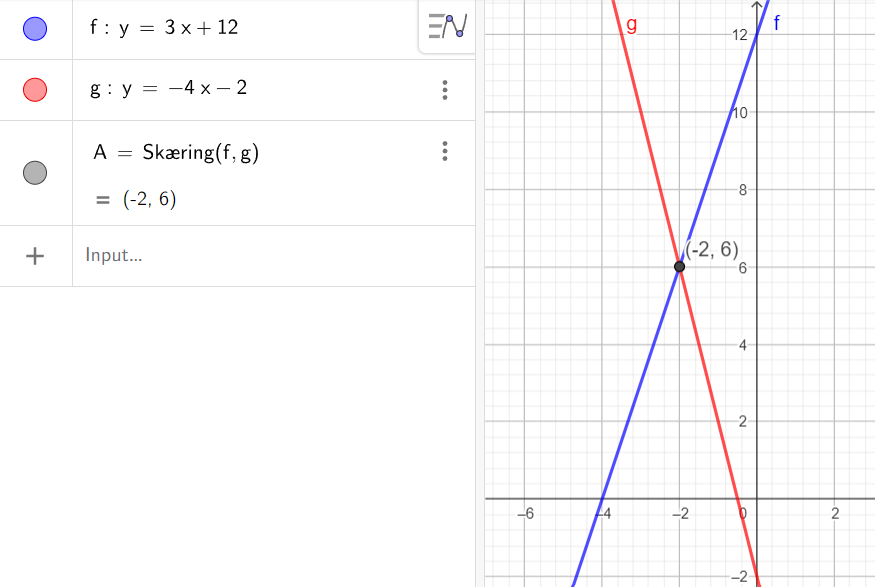 f : y = 3 x + 12
g : y = −4 x − 2
A = Skæring(f, g)
= (-2, 6)
+ Input...
g
f
12
10
8
(-2, 6)
6
4
2
−6
−4
−2
0
2
−2